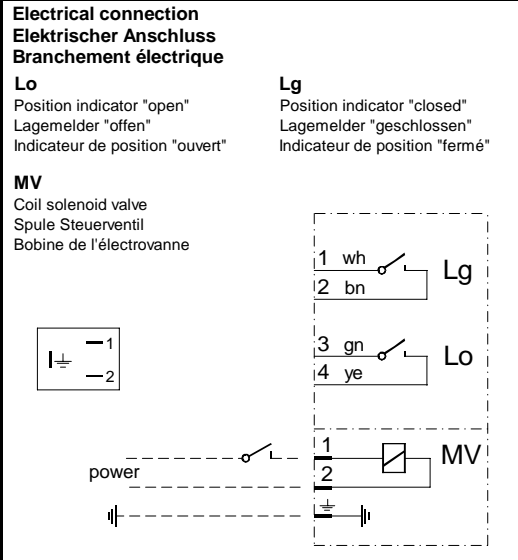 Electrical connection
Elektrischer Anschluss
Branchement électrique
Lo
Position indicator "open"
Lagemelder "offen"
Indicateur de position "ouvert"
Lg
Position indicator "closed"
Lagemelder "geschlossen"
Indicateur de position "fermé"
MV
Coil solenoid valve
Spule Steuerventil
Bobine de l'électrovanne
1 wh
2 bn
Lg
3 gn
4 ye
Lo
1
2
power
1
2
MV